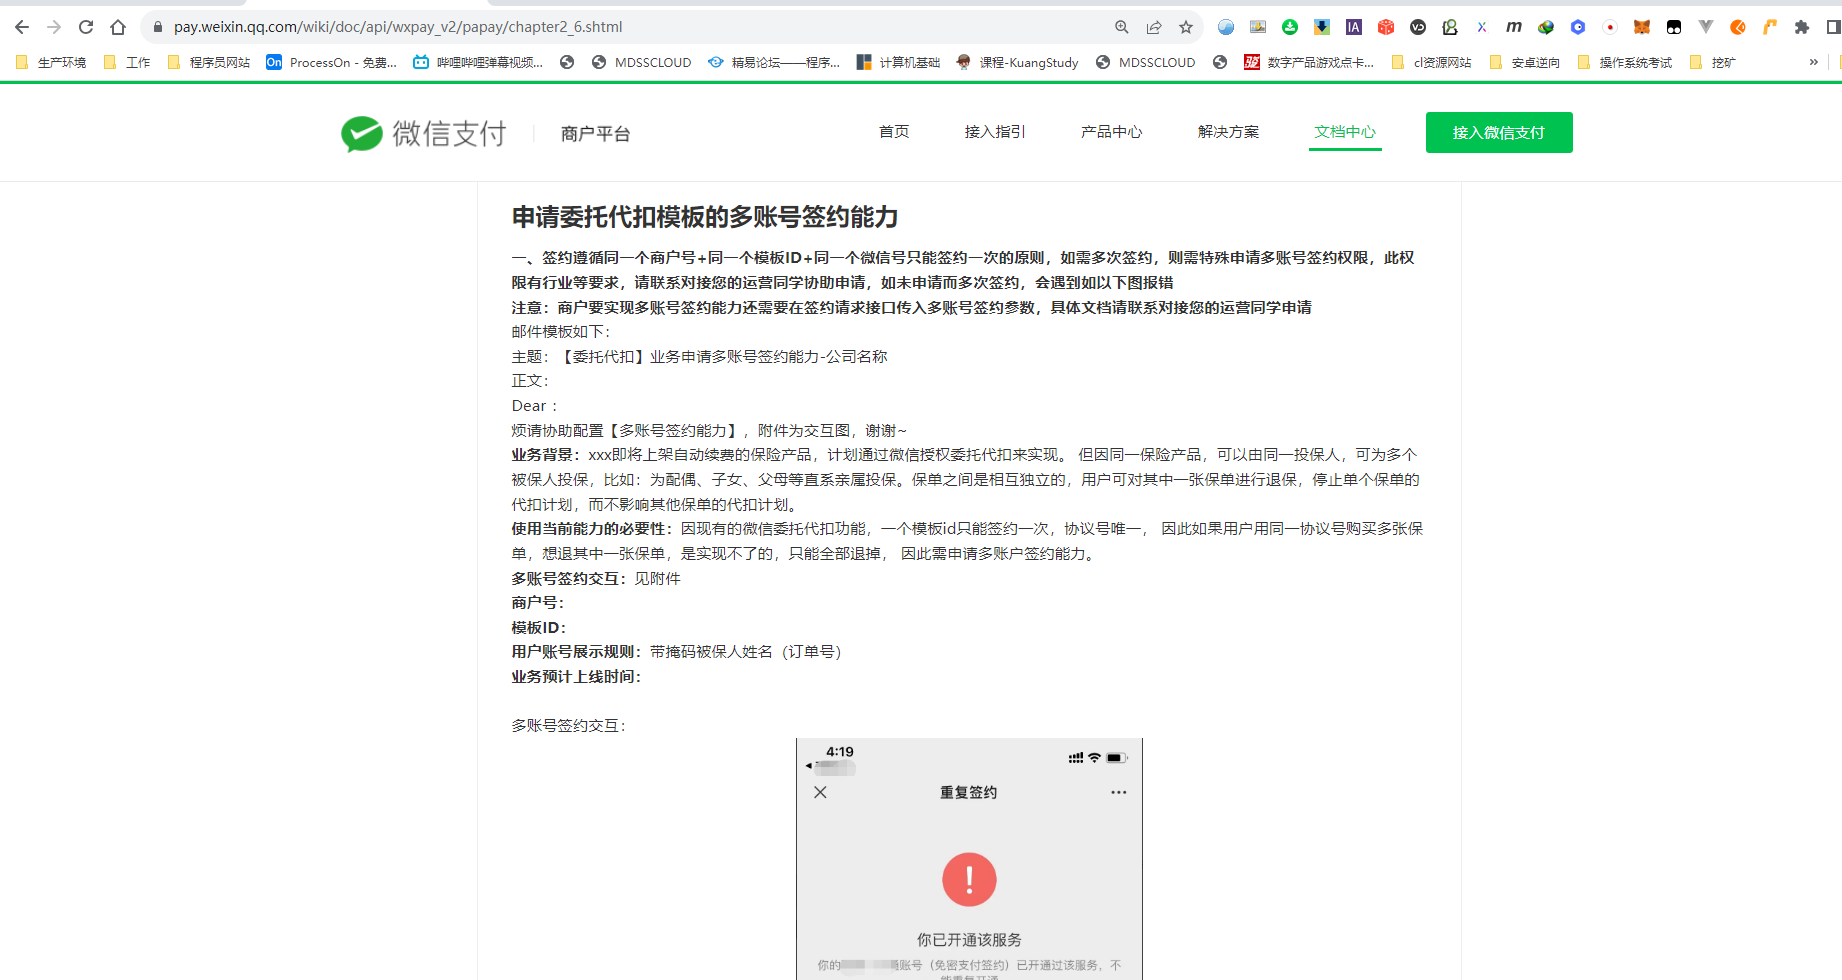 pay.weixin.qq.com/wiki/doc/api/wxpay_v2/papay/chapter2_6.shtml
生产环境 工作 程序员网站 On ProcessOn - 免费... 哔哩哔哩弹幕视频... MDSSCLOUD 精易论坛——程序... 计算机基础 课程-KuangStudy MDSSCLOUD 数字产品游戏点卡... cl资源网站 安卓逆向 操作系统考试 挖矿 »
微信支付 商户平台 首页 接入指引 产品中心 解决方案 文档中心 接入微信支付
申请委托代扣模板的多账号签约能力
一、签约遵循同一个商户号+同一个模板ID+同一个微信号只能签约一次的原则，如需多次签约，则需特殊申请多账号签约权限，此权
限有行业等要求，请联系对接您的运营同学协助申请，如未申请而多次签约，会遇到如以下图报错
注意：商户要实现多账号签约能力还需要在签约请求接口传入多账号签约参数，具体文档请联系对接您的运营同学申请
邮件模板如下：
主题：【委托代扣】业务申请多账号签约能力-公司名称
正文：
Dear：
烦请协助配置【多账号签约能力】，附件为交互图，谢谢~
业务背景：xxx即将上架自动续费的保险产品，计划通过微信授权委托代扣来实现。 但因同一保险产品，可以由同一投保人，可为多个
被保人投保，比如：为配偶、子女、父母等直系亲属投保。保单之间是相互独立的，用户可对其中一张保单进行退保，停止单个保单的
代扣计划，而不影响其他保单的代扣计划。
使用当前能力的必要性：因现有的微信委托代扣功能，一个模板id只能签约一次，协议号唯一， 因此如果用户用同一协议号购买多张保
单，想退其中一张保单，是实现不了的，只能全部退掉， 因此需申请多账户签约能力。
多账号签约交互：见附件
商户号：
模板ID：
用户账号展示规则：带掩码被保人姓名（订单号）
业务预计上线时间：
多账号签约交互：
4:19
重复签约
你已开通该服务
你的 账号（免密支付签约）已开通过该服务，不
能重复开通